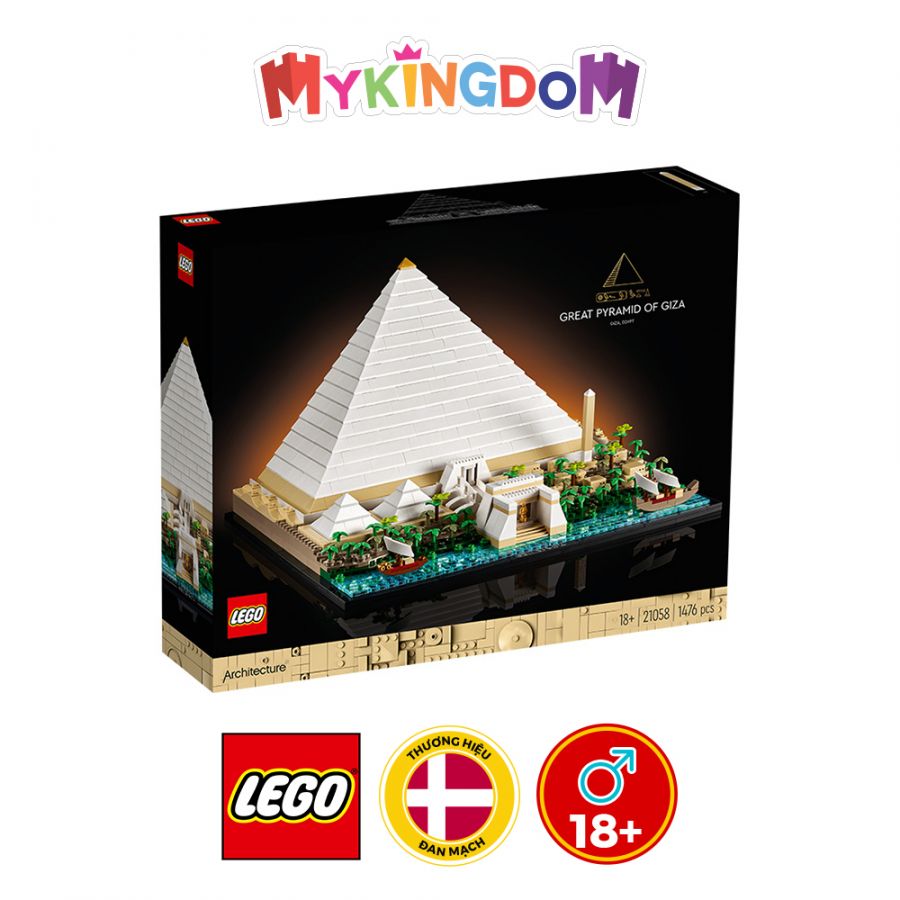 MYKINGDOM
LEGO
LEGO
GREAT PYRAMID OF GIZA
GIZA, EGYPT
LEGO
18+ 21058 1476 pcs
Architecture
LEGO
THƯƠNG HIỆU
ĐAN MẠCH
18+